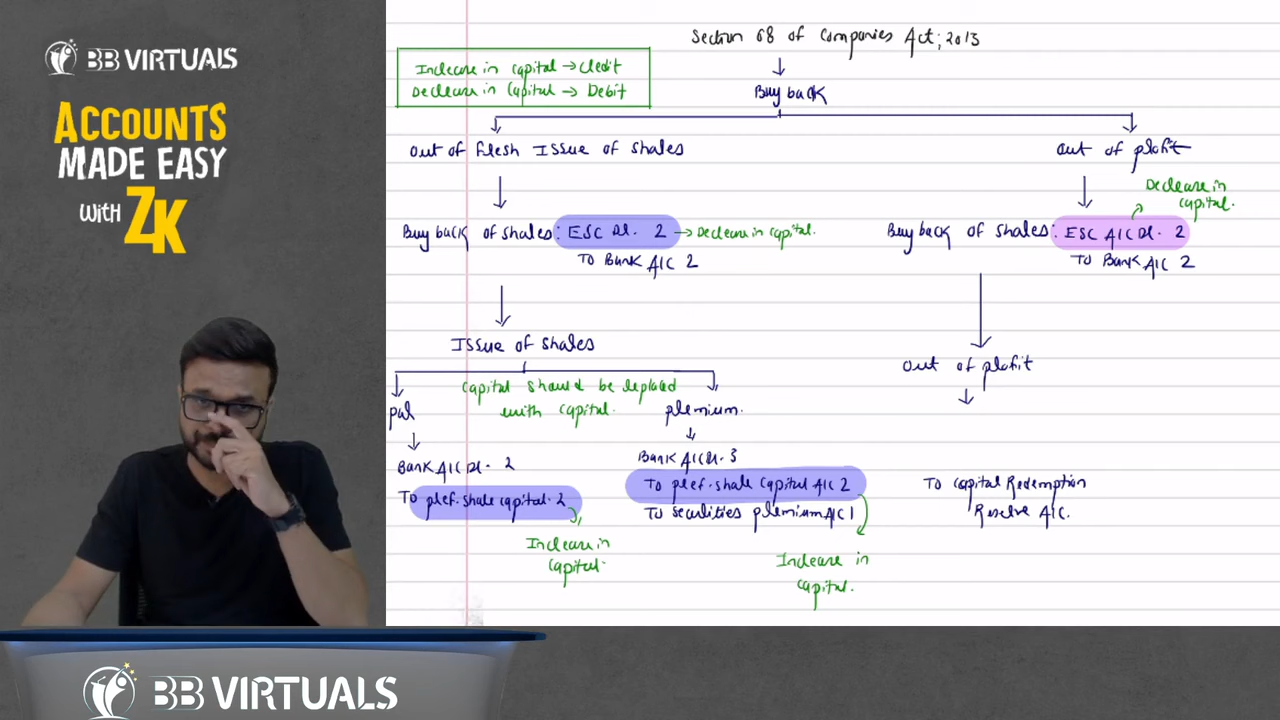 BB VIRTUALS
ACCOUNTS
MADE EASY
WITH ZK
Section 68 of Companies Act, 2013
Increase in capital → Credit
Decrease in Capital → Debit
Buy back
Out of Fresh Issue of Shares
Out of profit
Decrease in
capital.
Buy back of shares: ESC Dr. 2 → Decrease in capital.
To Bank A/C 2
Buy back of shares: ESC A/C Dr. 2
To Bank A/C 2
Issue of shares
Out of profit
Capital should be replaced
with capital.
par
premium.
Bank A/C Dr. 2
To pref. share capital. 2
Increase in
capital.
Bank A/C Dr. 3
To pref. share Capital A/C 2
To securities premium A/C 1
Increase in
capital.
To Capital Redemption
Reserve A/C.
BB VIRTUALS